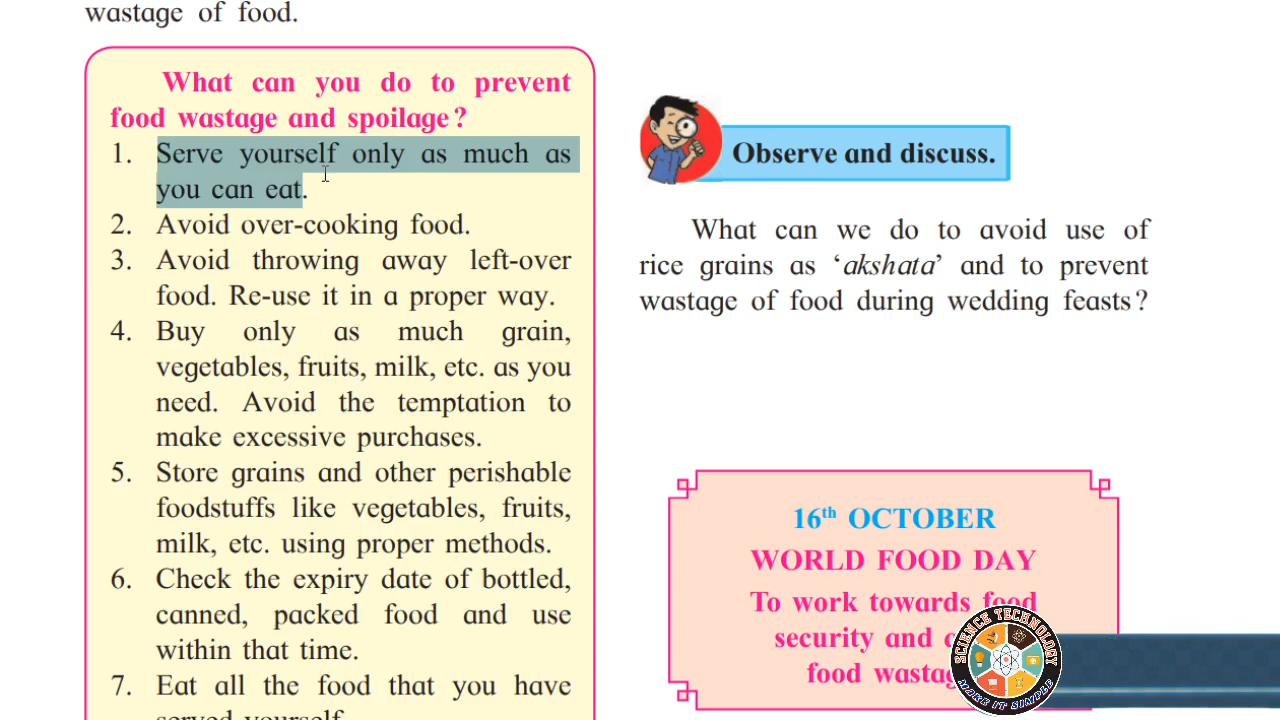 wastage of food.
What can you do to prevent
food wastage and spoilage?
1. Serve yourself only as much as
you can eat.
2. Avoid over-cooking food.
3. Avoid throwing away left-over
food. Re-use it in a proper way.
4. Buy only as much grain,
vegetables, fruits, milk, etc. as you
need. Avoid the temptation to
make excessive purchases.
5. Store grains and other perishable
foodstuffs like vegetables, fruits,
milk, etc. using proper methods.
6. Check the expiry date of bottled,
canned, packed food and use
within that time.
7. Eat all the food that you have
served yourself.
Observe and discuss.
What can we do to avoid use of
rice grains as ‘akshata’ and to prevent
wastage of food during wedding feasts?
16th OCTOBER
WORLD FOOD DAY
To work towards food
security and
food
SCIENCE TECHNOLOGY
MAKE IT SIMPLE